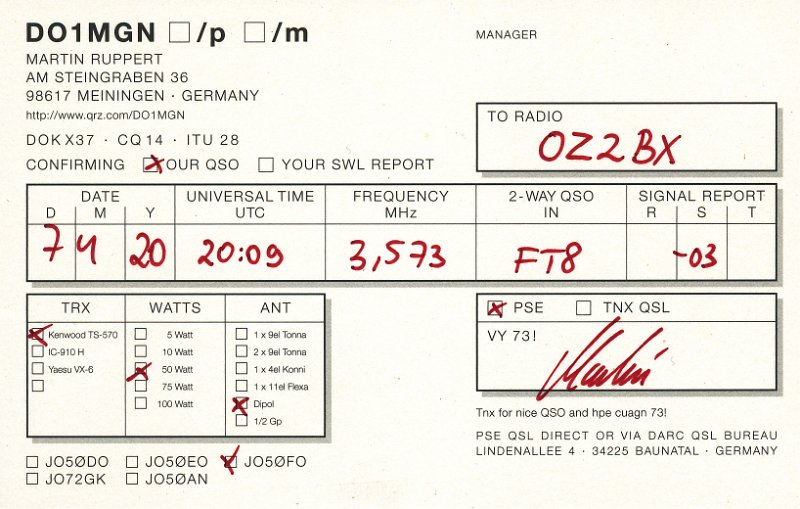 DO1MGN □/p □/m
MANAGER
MARTIN RUPPERT
AM STEINGRABEN 36
98617 MEININGEN · GERMANY
http://www.qrz.com/DO1MGN
TO RADIO
OZ2BX
DOK X37 · CQ 14 · ITU 28
CONFIRMING ☒ OUR QSO □ YOUR SWL REPORT
DATE UNIVERSAL TIME FREQUENCY 2-WAY QSO SIGNAL REPORT
D M Y UTC MHz IN R S T
7 4 20 20:09 3,573 FT8 -03
TRX WATTS ANT
☒ Kenwood TS-570 □ 5 Watt □ 1 x 9el Tonna
□ IC-910 H □ 10 Watt □ 2 x 9el Tonna
□ Yaesu VX-6 ☒ 50 Watt □ 1 x 4el Konni
□ □ 75 Watt □ 1 x 11el Flexa
□ 100 Watt ☒ Dipol
□ 1/2 Gp
☒ PSE □ TNX QSL
VY 73!
Martin
Tnx for nice QSO and hpe cuagn 73!
PSE QSL DIRECT OR VIA DARC QSL BUREAU
LINDENALLEE 4 · 34225 BAUNATAL · GERMANY
□ JO5ØDO □ JO5ØEO ☒ JO5ØFO
□ JO72GK □ JO5ØAN